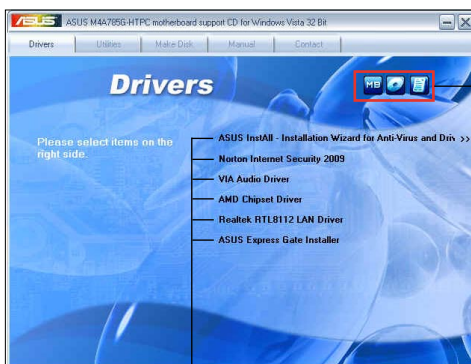 ASUS ASUS M4A785G-HTPC motherboard support CD for Windows Vista 32 Bit
Drivers Utilities Make Disk Manual Contact
Drivers
MB
Please select items on the
right side.
ASUS InstAll - Installation Wizard for Anti-Virus and Driv >>
Norton Internet Security 2009
VIA Audio Driver
AMD Chipset Driver
Realtek RTL8112 LAN Driver
ASUS Express Gate Installer